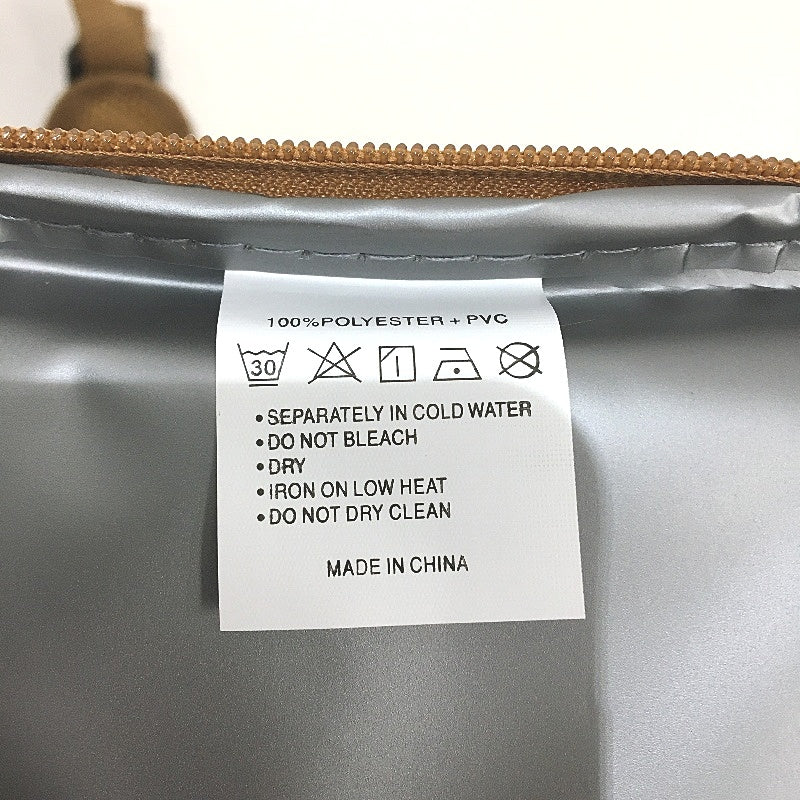 100%POLYESTER + PVC
30
• SEPARATELY IN COLD WATER
• DO NOT BLEACH
• DRY
• IRON ON LOW HEAT
• DO NOT DRY CLEAN
MADE IN CHINA